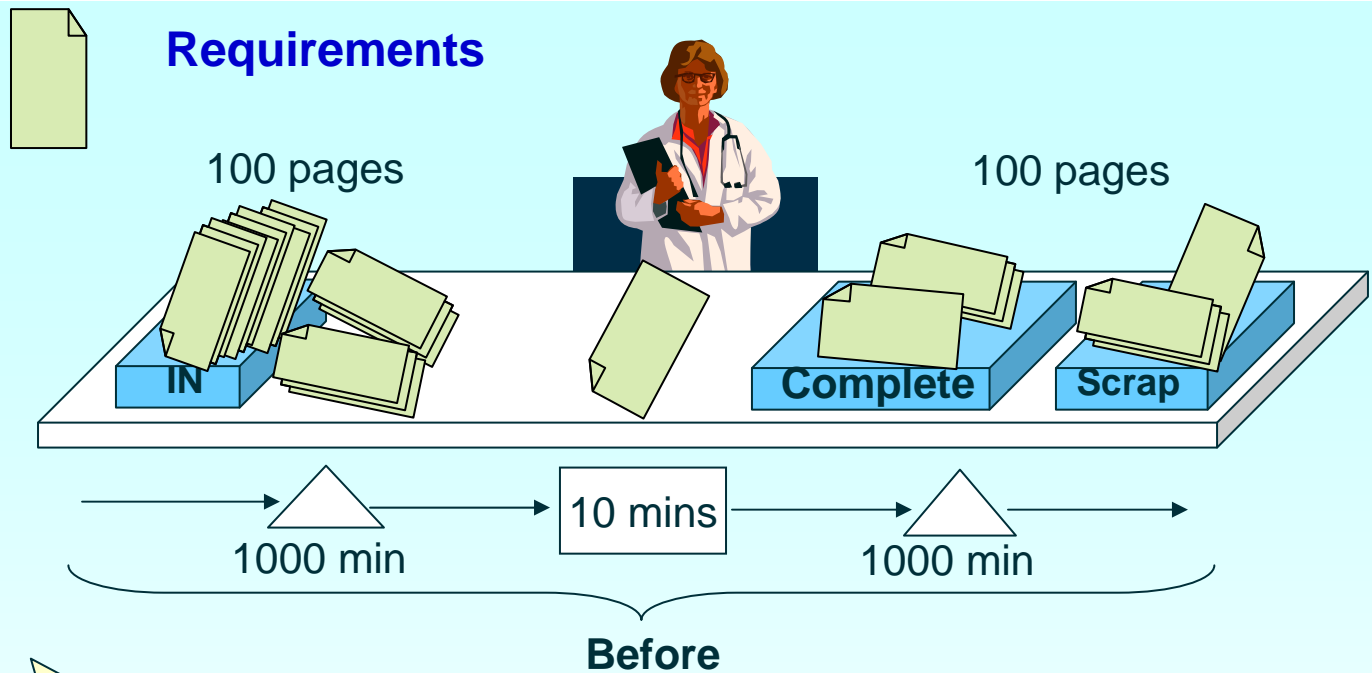 Requirements
100 pages
100 pages
IN
Complete
Scrap
10 mins
1000 min
1000 min
Before